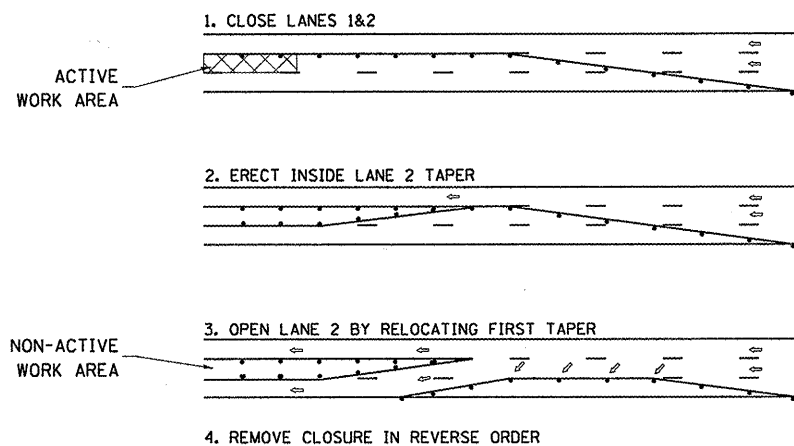 1. CLOSE LANES 1&2
ACTIVE
WORK AREA
2. ERECT INSIDE LANE 2 TAPER
3. OPEN LANE 2 BY RELOCATING FIRST TAPER
NON-ACTIVE
WORK AREA
4. REMOVE CLOSURE IN REVERSE ORDER